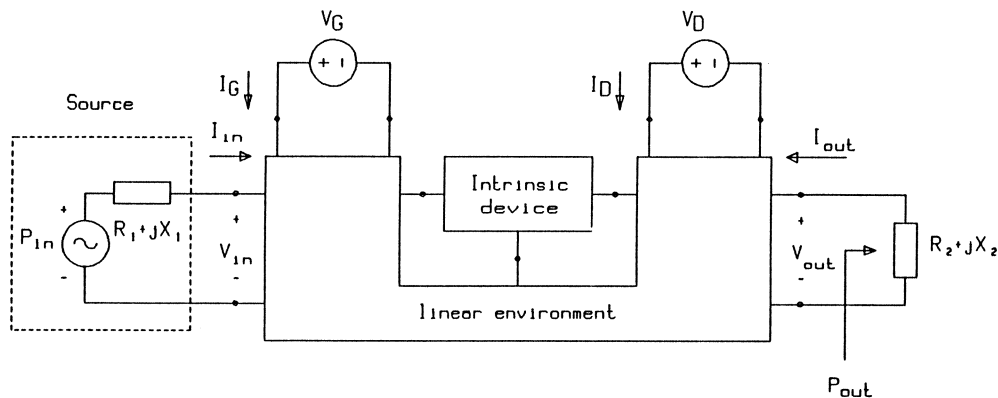 V_G
V_D
+ -
+ -
I_G
I_D
Source
I_in
I_out
Intrinsic
device
+
P_in
-
R_1+jX_1
+
V_in
-
+
V_out
-
R_2+jX_2
linear environment
P_out